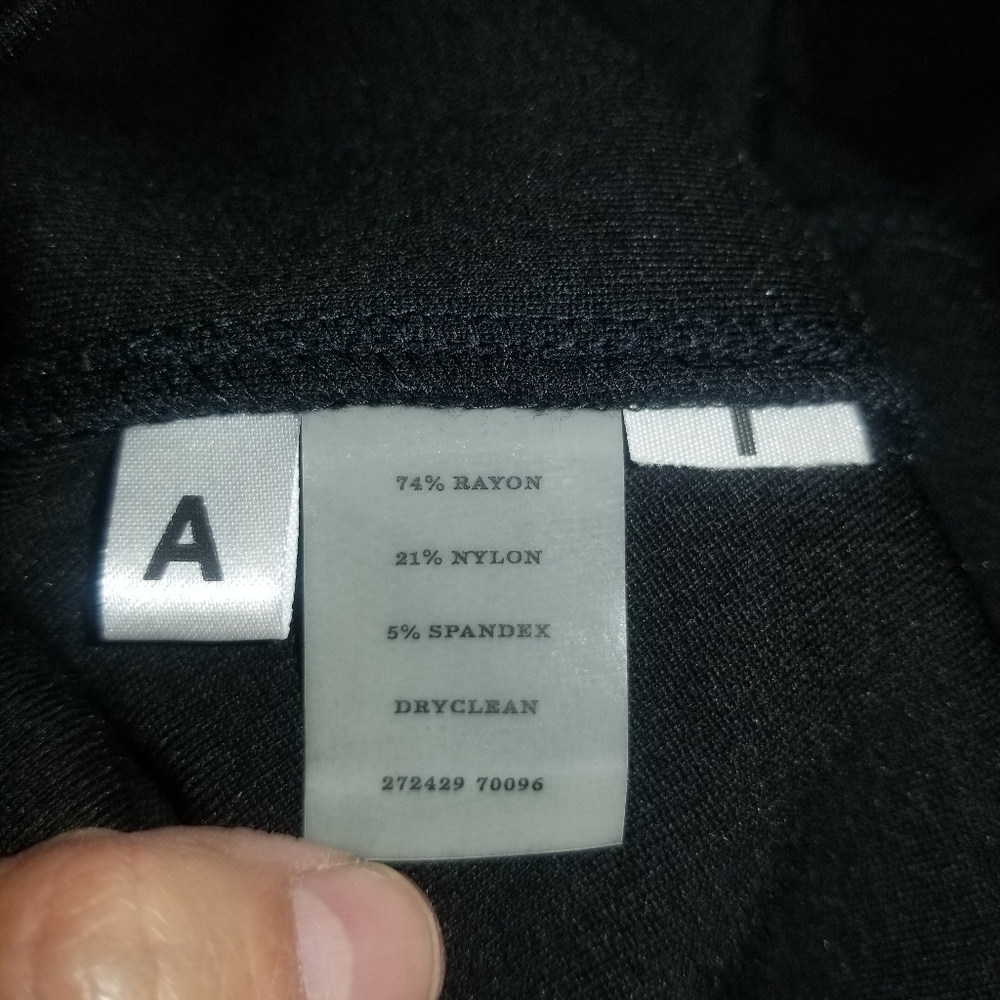 A
74% RAYON
21% NYLON
5% SPANDEX
DRYCLEAN
272429 70096